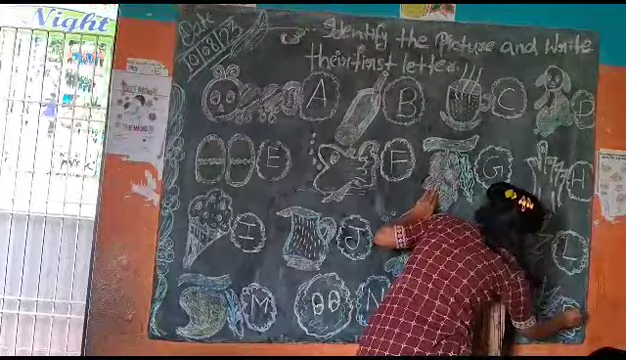 Night
Date
10/08/23
Identify the Picture and Write
their first letter
A B C D
E F G H
I J L
M N